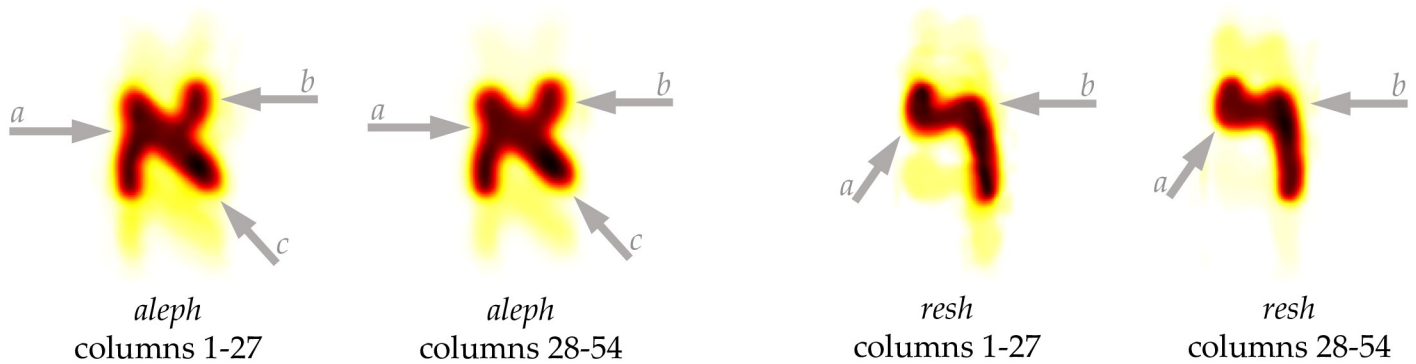 a b c
a b c
a b
a b
aleph aleph resh resh
columns 1-27 columns 28-54 columns 1-27 columns 28-54